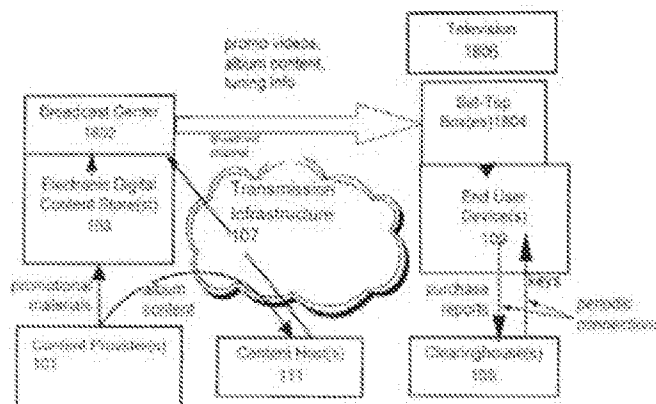 promo videos,
album content,
tuning info
Television
1806
Broadcast Center
1802
Set-Top
Box(es)1804
Electronic Digital
Content Store(s)
103
Transmission
Infrastructure
107
End User
Device(s)
109
promotional
materials
album
content
purchase
reports
keys
periodic
connection
Content Provider(s)
101
Content Host(s)
111
Clearinghouse(s)
105